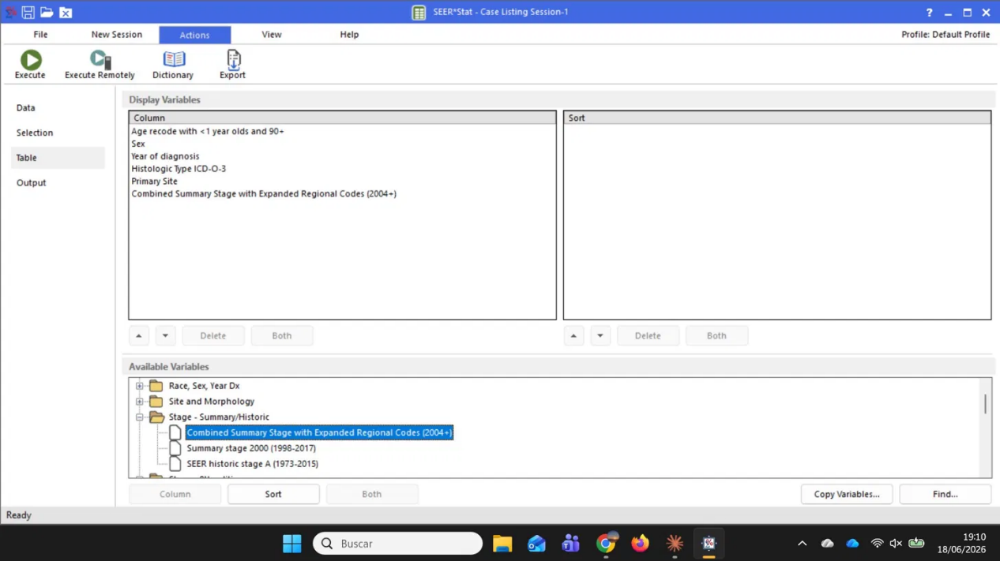 SEER*Stat - Case Listing Session-1
?
File New Session Actions View Help Profile: Default Profile
Execute Execute Remotely Dictionary Export
Data
Selection
Table
Output
Display Variables
Column
Age recode with <1 year olds and 90+
Sex
Year of diagnosis
Histologic Type ICD-O-3
Primary Site
Combined Summary Stage with Expanded Regional Codes (2004+)
Sort
Delete Both
Delete Both
Available Variables
Race, Sex, Year Dx
Site and Morphology
Stage - Summary/Historic
Combined Summary Stage with Expanded Regional Codes (2004+)
Summary stage 2000 (1998-2017)
SEER historic stage A (1973-2015)
Column Sort Both Copy Variables... Find...
Ready
Buscar
19:10
18/06/2026